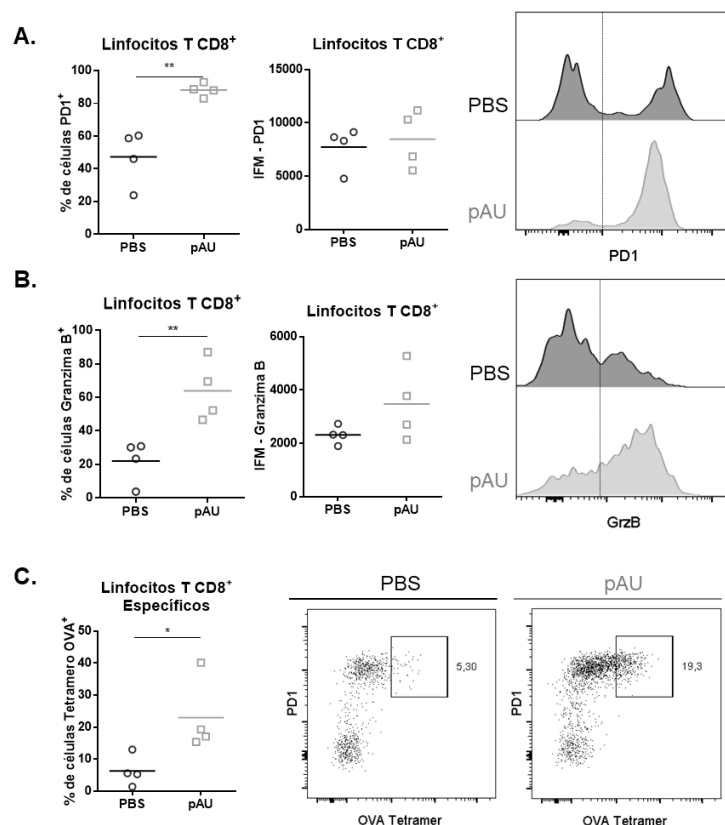 A.
Linfocitos T CD8+
**
% de células PD1+
100
80
60
40
20
0
PBS
pAU
Linfocitos T CD8+
IFM - PD1
15000
10000
5000
0
PBS
pAU
PBS
pAU
PD1
B.
Linfocitos T CD8+
**
% de células Granzima B+
100
80
60
40
20
0
PBS
pAU
Linfocitos T CD8+
IFM - Granzima B
6000
4000
2000
0
PBS
pAU
PBS
pAU
GrzB
C.
Linfocitos T CD8+
Específicos
*
% de células Tetramero OVA+
50
40
30
20
10
0
PBS
pAU
PBS
5,30
PD1
OVA Tetramer
pAU
19,3
PD1
OVA Tetramer